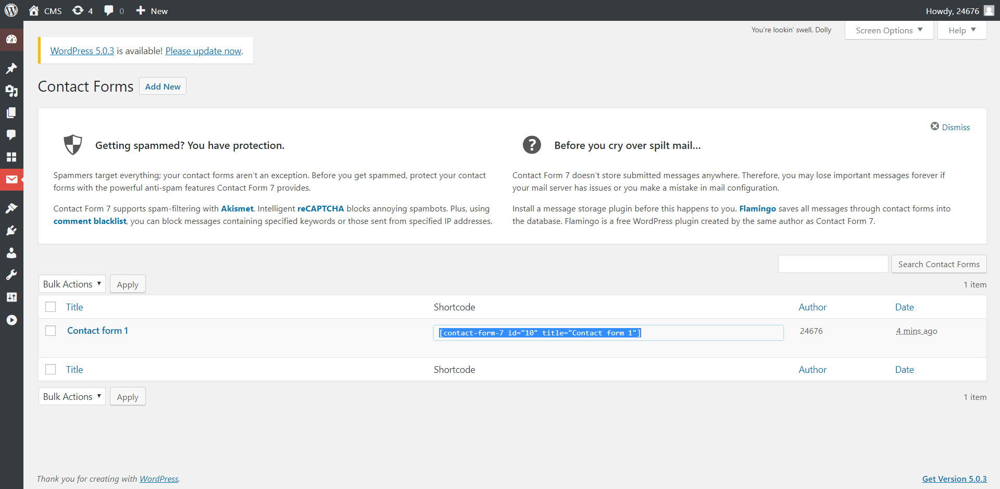 CMS 4 0 New Howdy, 24676
You’re lookin’ swell, Dolly Screen Options Help
WordPress 5.0.3 is available! Please update now.
Contact Forms Add New
Dismiss
Getting spammed? You have protection.
Spammers target everything; your contact forms aren’t an exception. Before you get spammed, protect your contact
forms with the powerful anti-spam features Contact Form 7 provides.
Contact Form 7 supports spam-filtering with Akismet. Intelligent reCAPTCHA blocks annoying spambots. Plus, using
comment blacklist, you can block messages containing specified keywords or those sent from specified IP addresses.
Before you cry over spilt mail…
Contact Form 7 doesn’t store submitted messages anywhere. Therefore, you may lose important messages forever if
your mail server has issues or you make a mistake in mail configuration.
Install a message storage plugin before this happens to you. Flamingo saves all messages through contact forms into
the database. Flamingo is a free WordPress plugin created by the same author as Contact Form 7.
Search Contact Forms
Bulk Actions Apply 1 item
Title Shortcode Author Date
Contact form 1 [contact-form-7 id="10" title="Contact form 1"] 24676 4 mins ago
Title Shortcode Author Date
Bulk Actions Apply 1 item
Thank you for creating with WordPress. Get Version 5.0.3